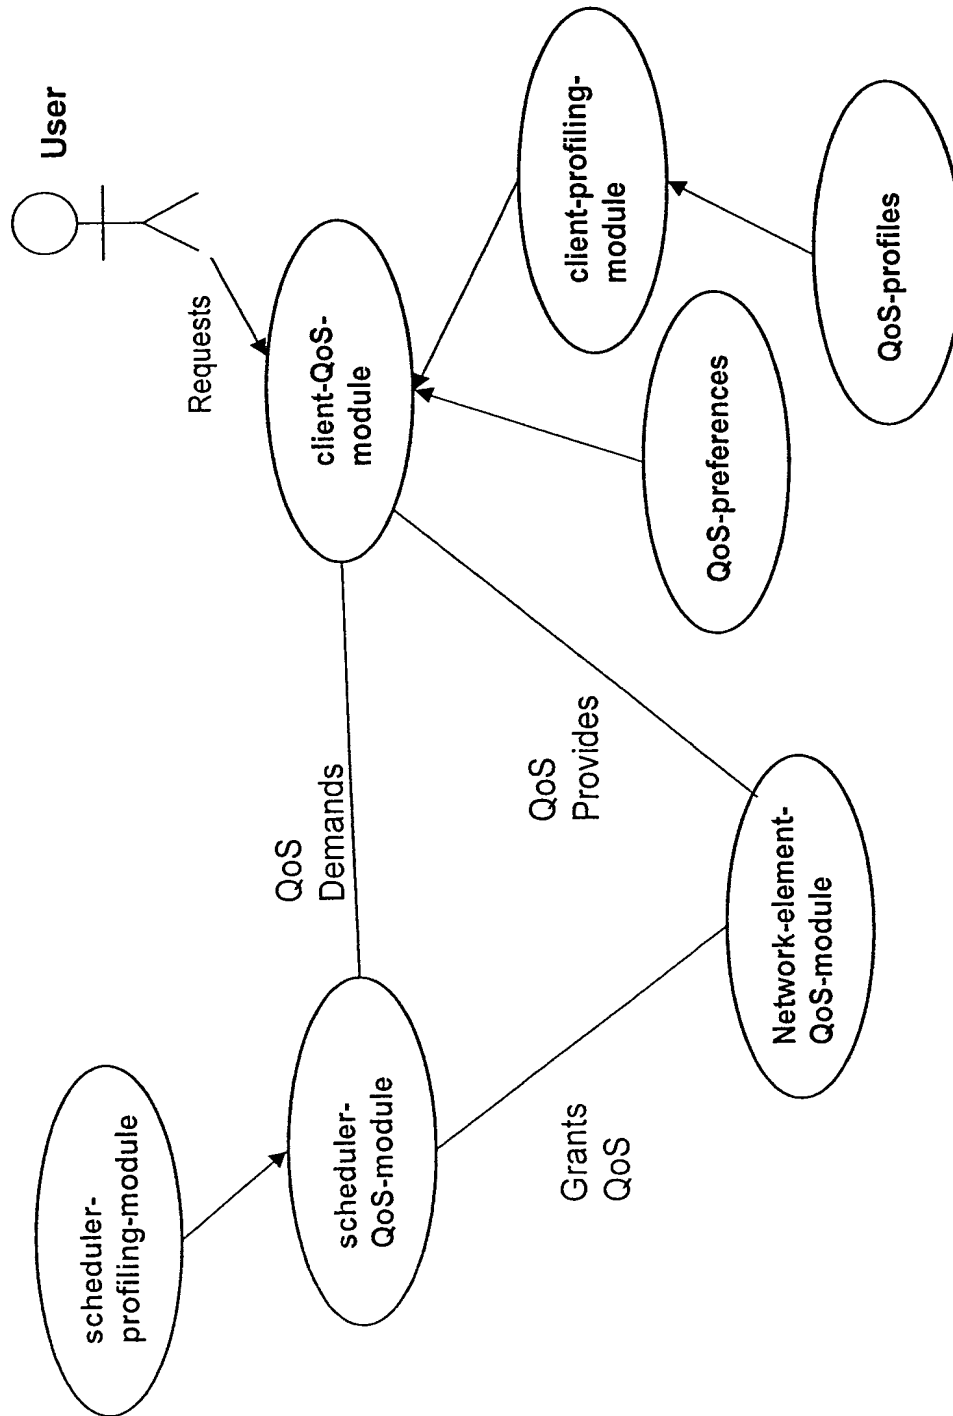 User
scheduler-
profiling-module
Requests
QoS
Demands
client-QoS-
module
scheduler-
QoS-module
QoS
Provides
Grants
QoS
client-profiling-
module
QoS-preferences
Network-element-
QoS-module
QoS-profiles